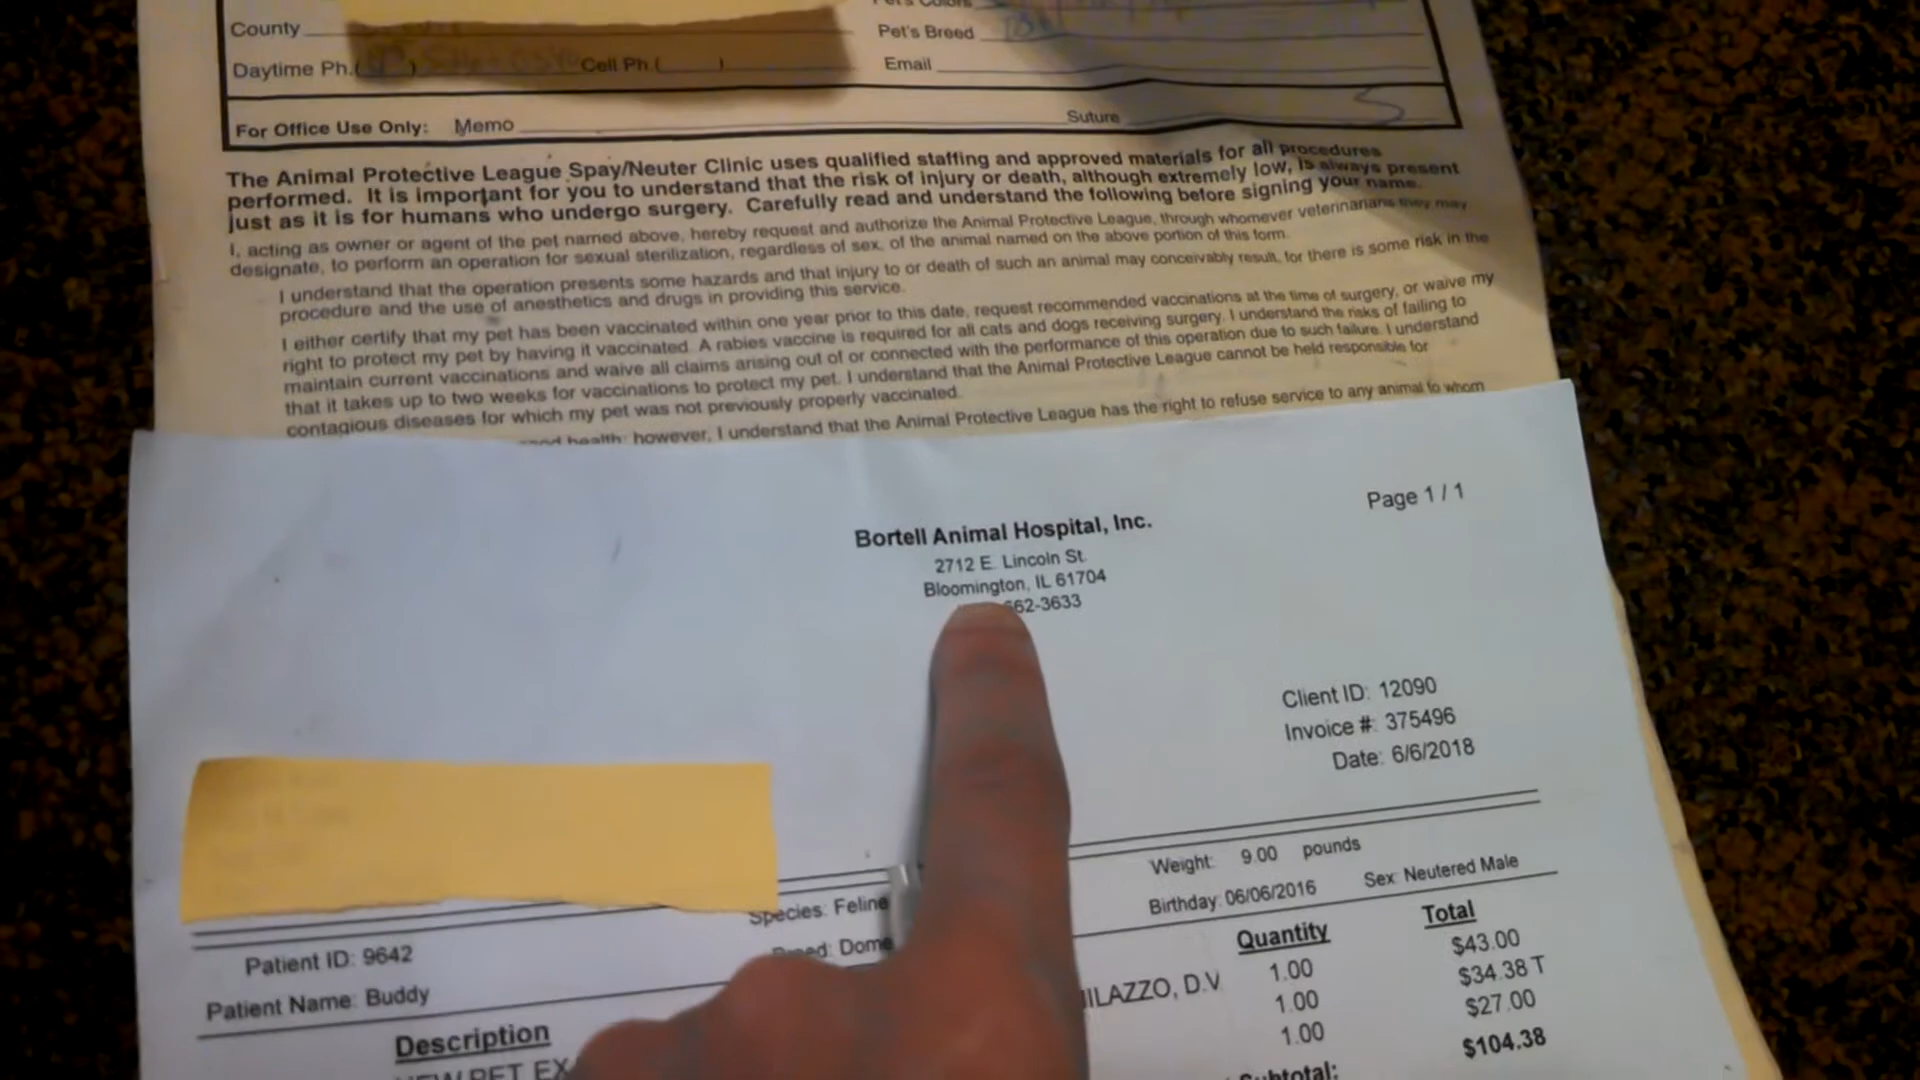 Pet's Colors
County
Pet's Breed
Daytime Ph.( ) Cell Ph.( )
Email
For Office Use Only: Memo
Suture S
The Animal Protective League Spay/Neuter Clinic uses qualified staffing and approved materials for all procedures
performed. It is important for you to understand that the risk of injury or death, although extremely low, is always present
just as it is for humans who undergo surgery. Carefully read and understand the following before signing your name.
I, acting as owner or agent of the pet named above, hereby request and authorize the Animal Protective League, through whomever veterinarians they may
designate, to perform an operation for sexual sterilization, regardless of sex, of the animal named on the above portion of this form.
I understand that the operation presents some hazards and that injury to or death of such an animal may conceivably result, for there is some risk in the
procedure and the use of anesthetics and drugs in providing this service.
I either certify that my pet has been vaccinated within one year prior to this date, request recommended vaccinations at the time of surgery, or waive my
right to protect my pet by having it vaccinated. A rabies vaccine is required for all cats and dogs receiving surgery. I understand the risks of failing to
maintain current vaccinations and waive all claims arising out of or connected with the performance of this operation due to such failure. I understand
that it takes up to two weeks for vaccinations to protect my pet. I understand that the Animal Protective League cannot be held responsible for
contagious diseases for which my pet was not previously properly vaccinated.
good health; however, I understand that the Animal Protective League has the right to refuse service to any animal to whom
Page 1 / 1
Bortell Animal Hospital, Inc.
2712 E. Lincoln St.
Bloomington, IL 61704
662-3633
Client ID: 12090
Invoice #: 375496
Date: 6/6/2018
Weight: 9.00 pounds
Species: Feline
Birthday: 06/06/2016 Sex: Neutered Male
Patient ID: 9642
Breed: Dome
Patient Name: Buddy
Quantity Total
ILAZZO, D.V 1.00 $43.00
1.00 $34.38 T
1.00 $27.00
Description
NEW PET EX
Subtotal: $104.38